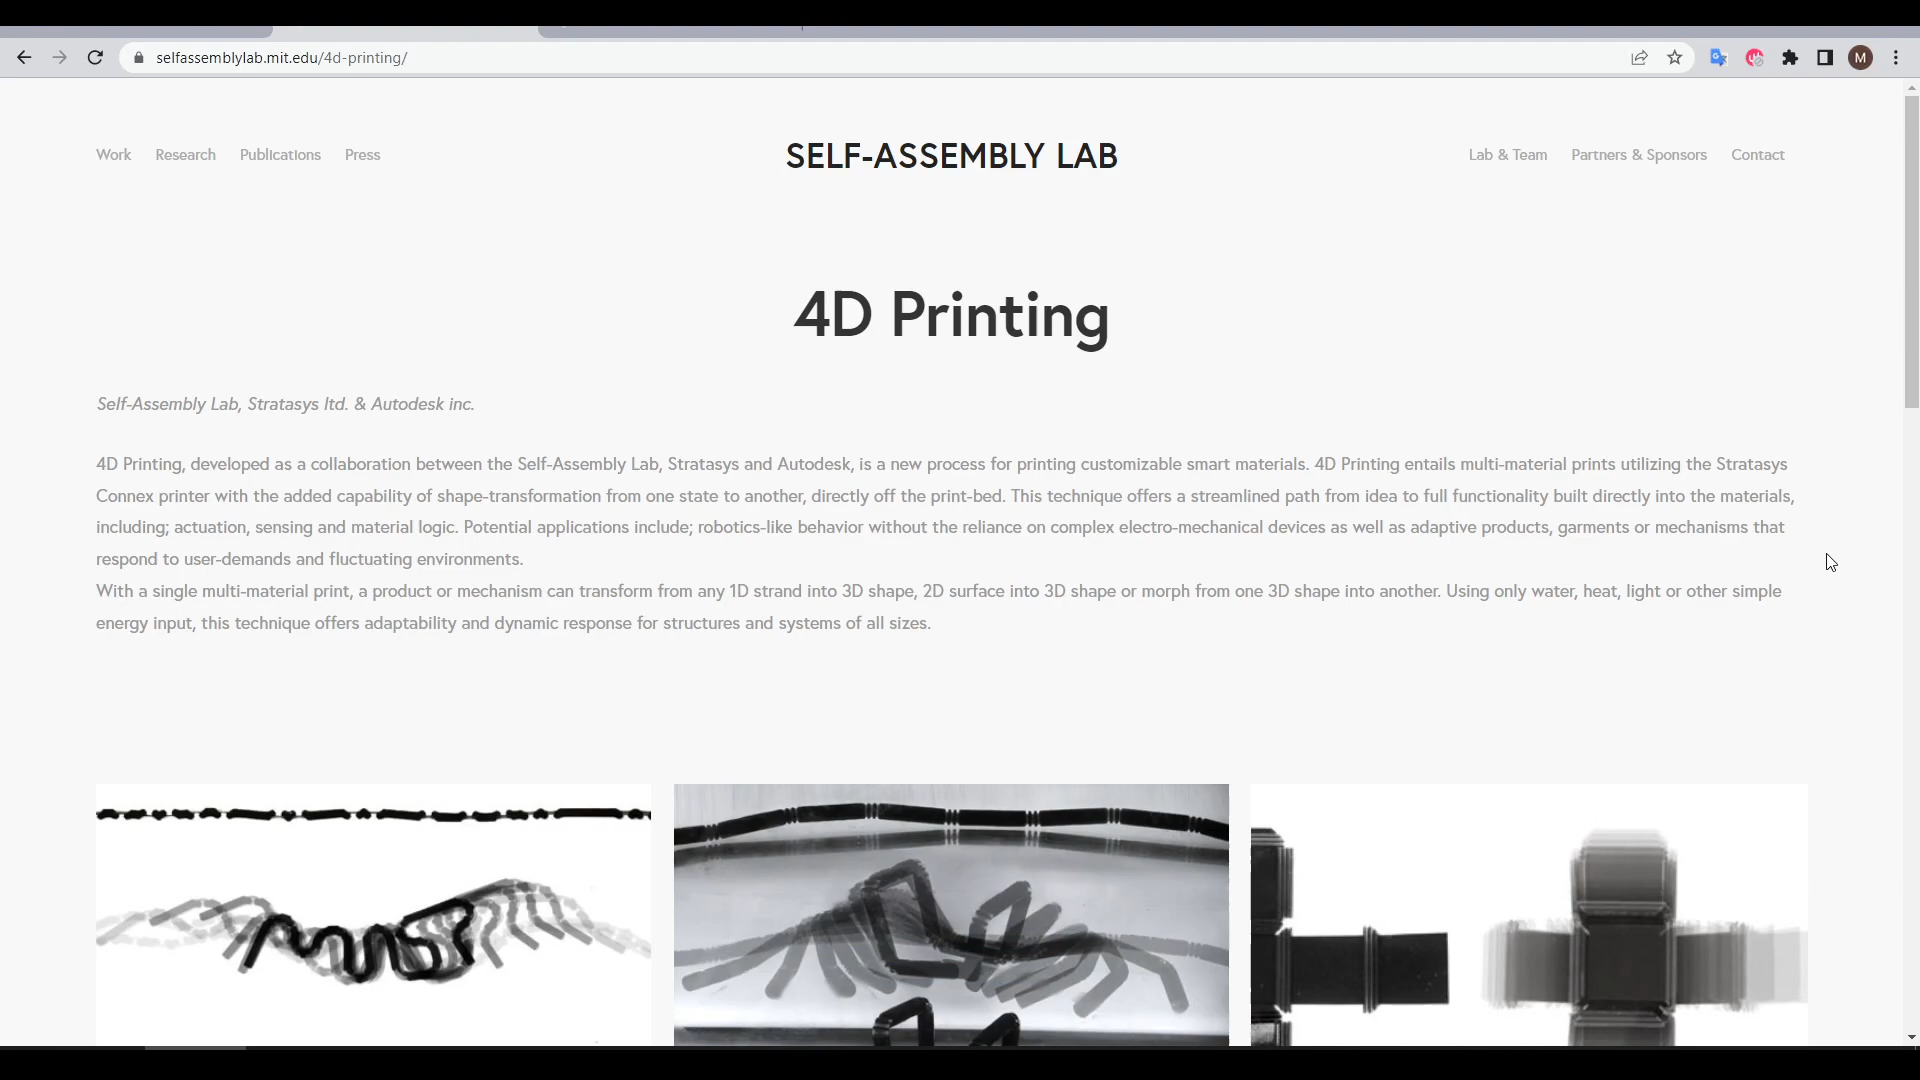 selfassemblylab.mit.edu/4d-printing/
M
Work Research Publications Press
SELF-ASSEMBLY LAB
Lab & Team Partners & Sponsors Contact
4D Printing
Self-Assembly Lab, Stratasys ltd. & Autodesk inc.
4D Printing, developed as a collaboration between the Self-Assembly Lab, Stratasys and Autodesk, is a new process for printing customizable smart materials. 4D Printing entails multi-material prints utilizing the Stratasys
Connex printer with the added capability of shape-transformation from one state to another, directly off the print-bed. This technique offers a streamlined path from idea to full functionality built directly into the materials,
including; actuation, sensing and material logic. Potential applications include; robotics-like behavior without the reliance on complex electro-mechanical devices as well as adaptive products, garments or mechanisms that
respond to user-demands and fluctuating environments.
With a single multi-material print, a product or mechanism can transform from any 1D strand into 3D shape, 2D surface into 3D shape or morph from one 3D shape into another. Using only water, heat, light or other simple
energy input, this technique offers adaptability and dynamic response for structures and systems of all sizes.